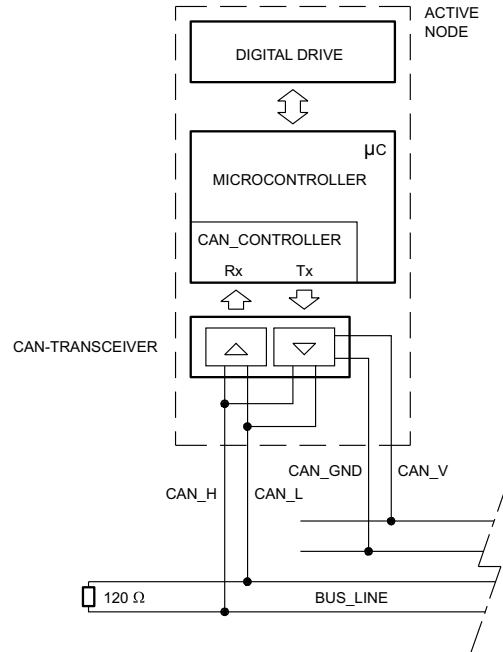 ACTIVE
NODE
DIGITAL DRIVE
µC
MICROCONTROLLER
CAN_CONTROLLER
Rx Tx
CAN-TRANSCEIVER
CAN_GND CAN_V
CAN_H CAN_L
120 Ω BUS_LINE